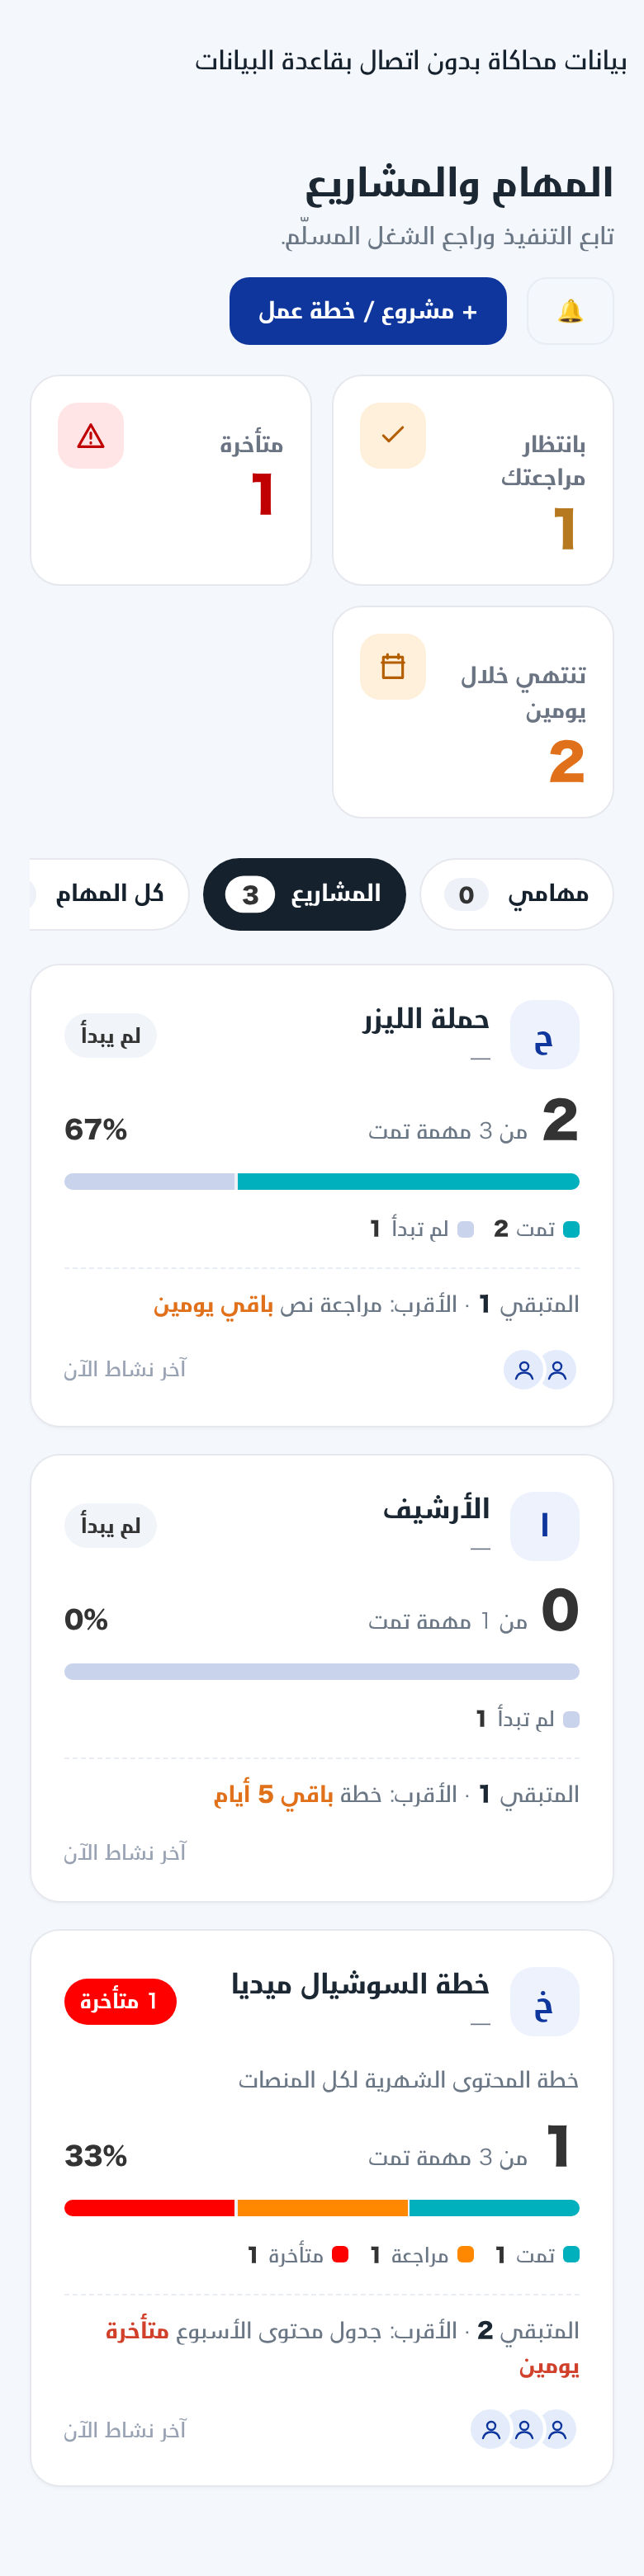 بيانات محاكاة بدون اتصال بقاعدة البيانات
المهام والمشاريع
تابع التنفيذ وراجع الشغل المسلّم.
+ مشروع / خطة عمل
بانتظار
مراجعتك
1
متأخرة
1
تنتهي خلال
يومين
2
مهامي 0
المشاريع 3
كل المهام
ح
حملة الليزر
—
لم يبدأ
2 من 3 مهمة تمت
67%
تمت 2 لم تبدأ 1
المتبقي 1 · الأقرب: مراجعة نص باقي يومين
آخر نشاط الآن
ا
الأرشيف
—
لم يبدأ
0 من 1 مهمة تمت
0%
لم تبدأ 1
المتبقي 1 · الأقرب: خطة باقي 5 أيام
آخر نشاط الآن
خ
خطة السوشيال ميديا
—
1 متأخرة
خطة المحتوى الشهرية لكل المنصات
1 من 3 مهمة تمت
33%
تمت 1 مراجعة 1 متأخرة 1
المتبقي 2 · الأقرب: جدول محتوى الأسبوع متأخرة
يومين
آخر نشاط الآن